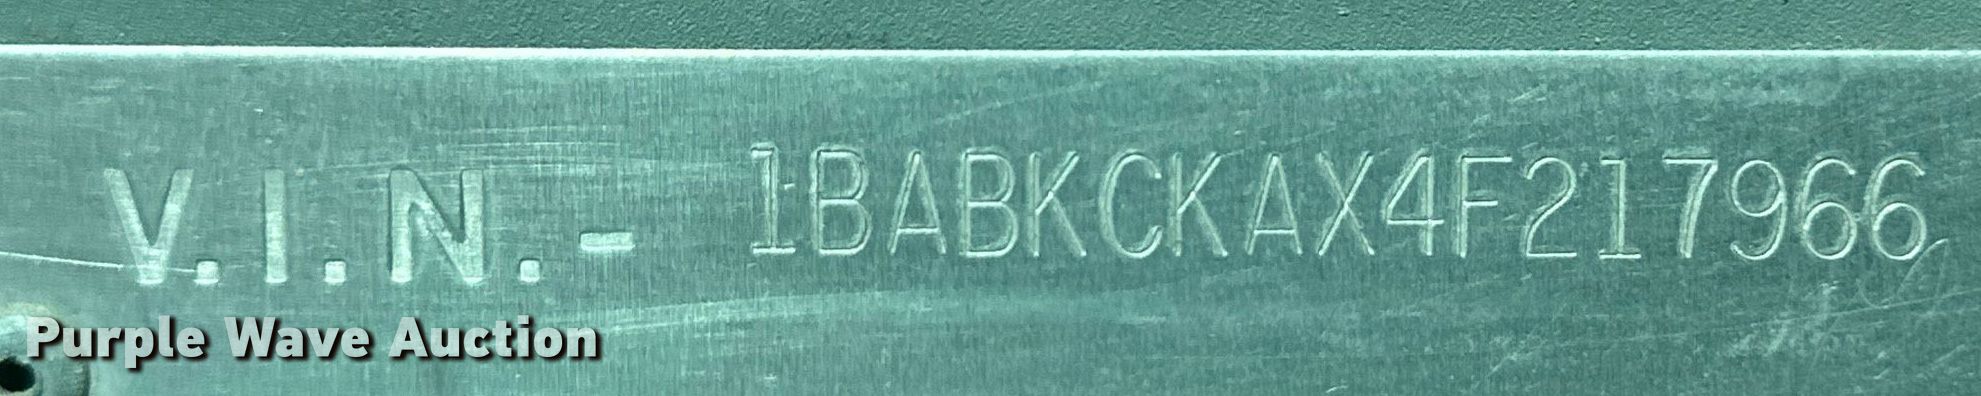 V.I.N.- 1BABKCKAX4F217966
Purple Wave Auction